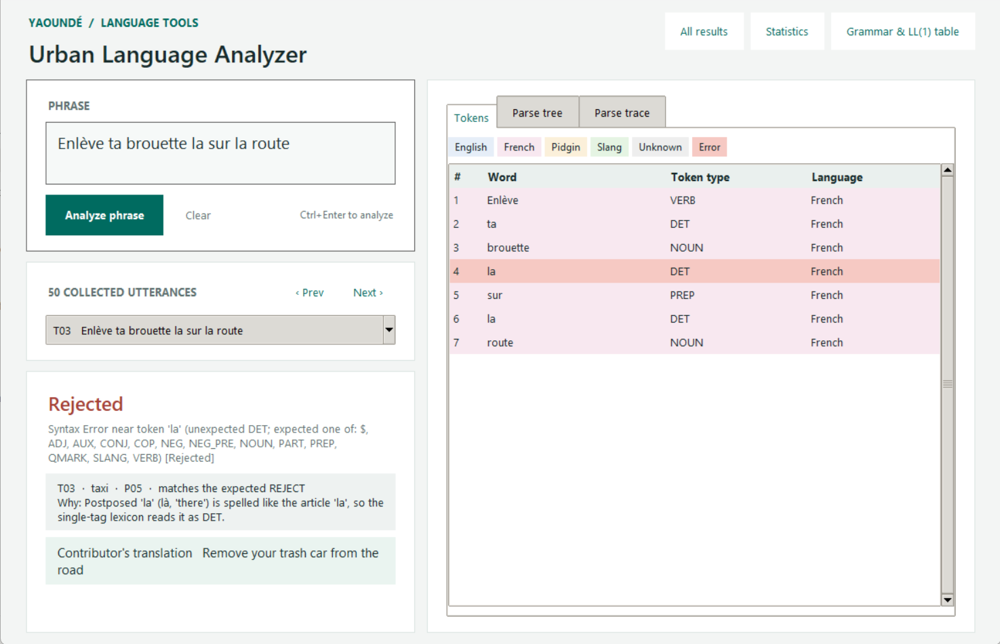 YAOUNDÉ / LANGUAGE TOOLS
Urban Language Analyzer
All results
Statistics
Grammar & LL(1) table
PHRASE
Enlève ta brouette la sur la route
Analyze phrase
Clear
Ctrl+Enter to analyze
50 COLLECTED UTTERANCES
‹ Prev
Next ›
T03 Enlève ta brouette la sur la route
Rejected
Syntax Error near token 'la' (unexpected DET; expected one of: $,
ADJ, AUX, CONJ, COP, NEG, NEG_PRE, NOUN, PART, PREP,
QMARK, SLANG, VERB) [Rejected]
T03 · taxi · P05 · matches the expected REJECT
Why: Postposed 'la' (là, 'there') is spelled like the article 'la', so the
single-tag lexicon reads it as DET.
Contributor's translation Remove your trash car from the
road
Tokens
Parse tree
Parse trace
English French Pidgin Slang Unknown Error
# Word Token type Language
1 Enlève VERB French
2 ta DET French
3 brouette NOUN French
4 la DET French
5 sur PREP French
6 la DET French
7 route NOUN French